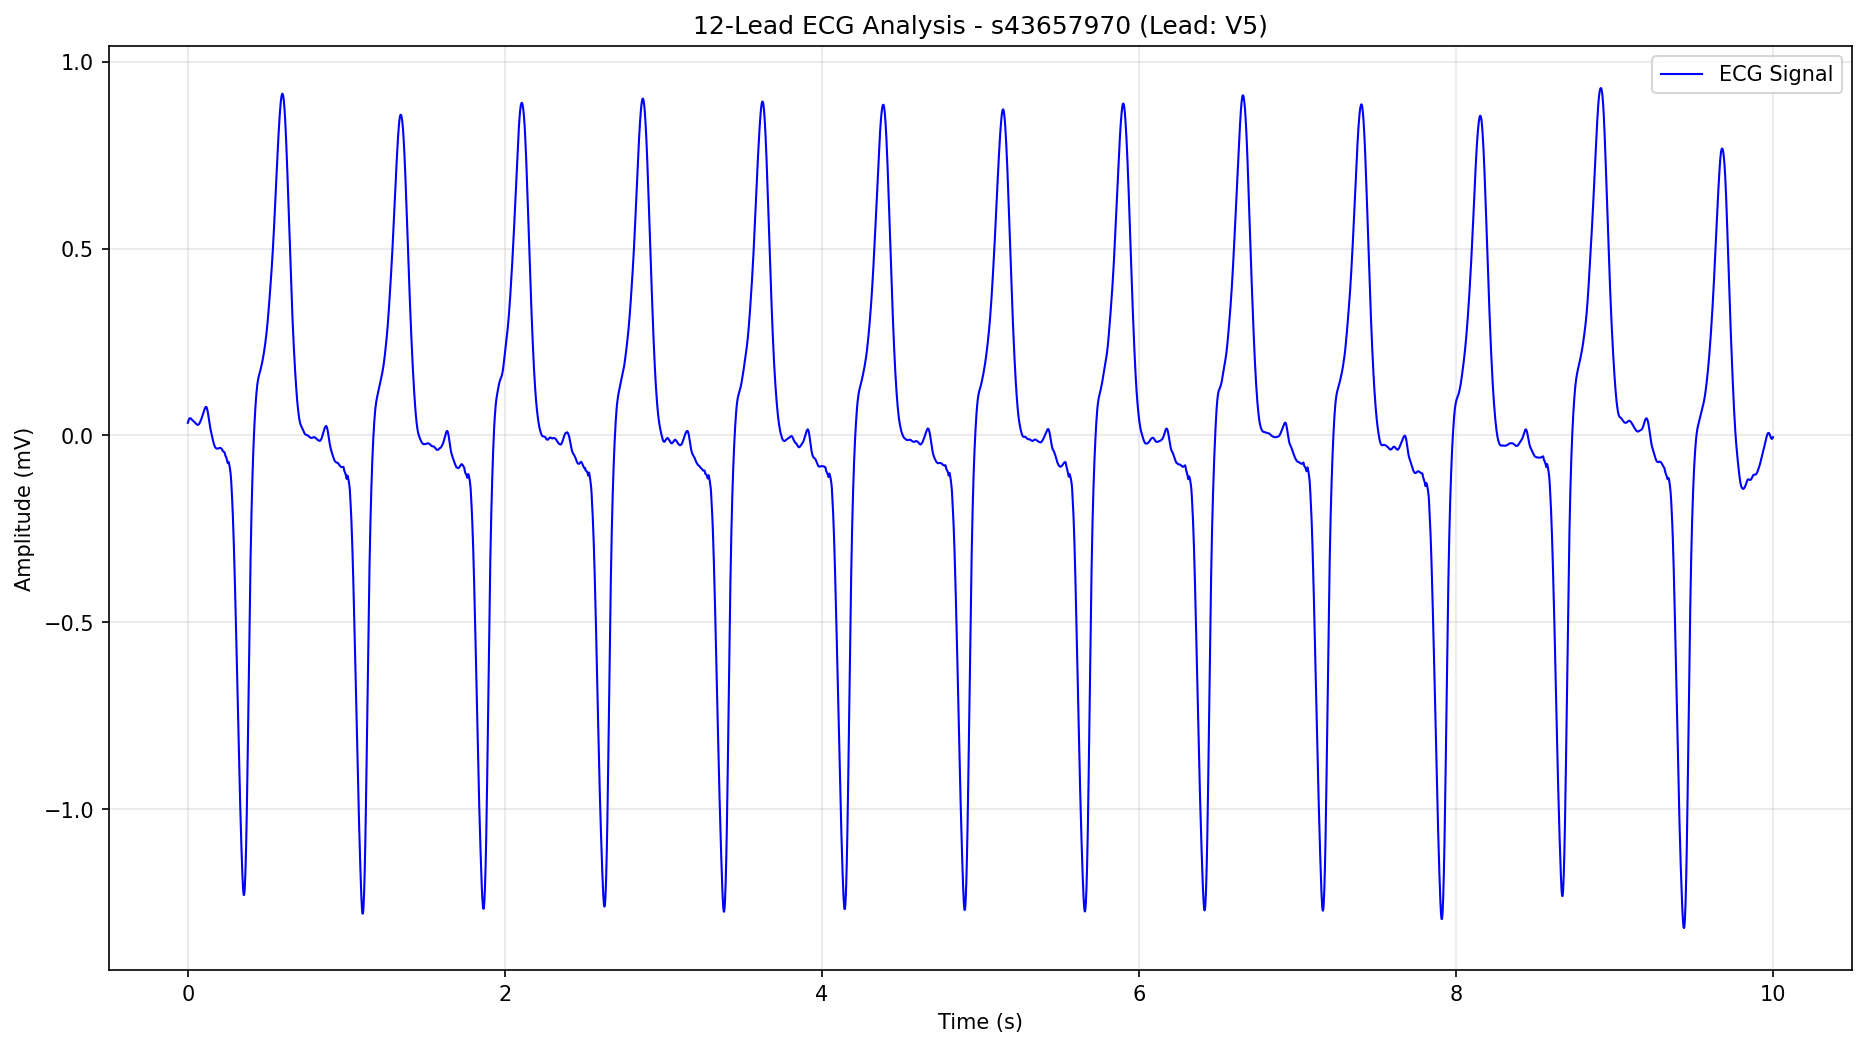 12-Lead ECG Analysis - s43657970 (Lead: V5)
ECG Signal
Amplitude (mV)
1.0
0.5
0.0
−0.5
−1.0
0 2 4 6 8 10
Time (s)